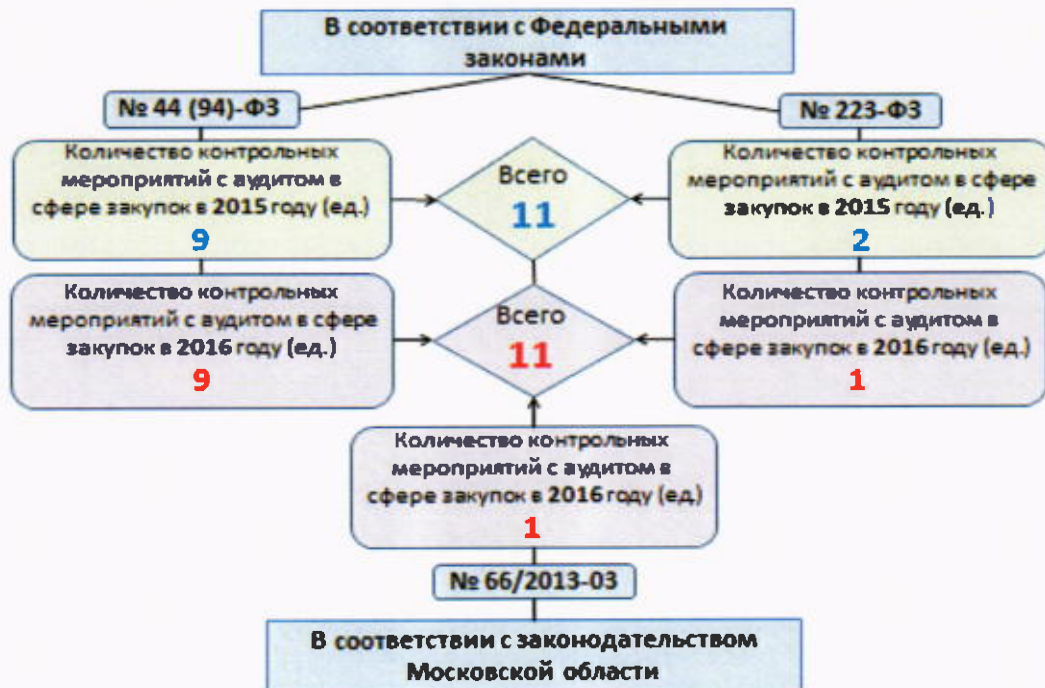 В соответствии с Федеральными
законами
№ 44 (94)-ФЗ
№ 223-ФЗ
Количество контрольных
мероприятий с аудитом в
сфере закупок в 2015 году (ед.)
9
Всего
11
Количество контрольных
мероприятий с аудитом в сфере
закупок в 2015 году (ед.)
2
Количество контрольных
мероприятий с аудитом в сфере
закупок в 2016 году (ед.)
9
Всего
11
Количество контрольных
мероприятий с аудитом в
сфере закупок в 2016 году (ед.)
1
Количество контрольных
мероприятий с аудитом в
сфере закупок в 2016 году (ед.)
1
№ 66/2013-ОЗ
В соответствии с законодательством
Московской области